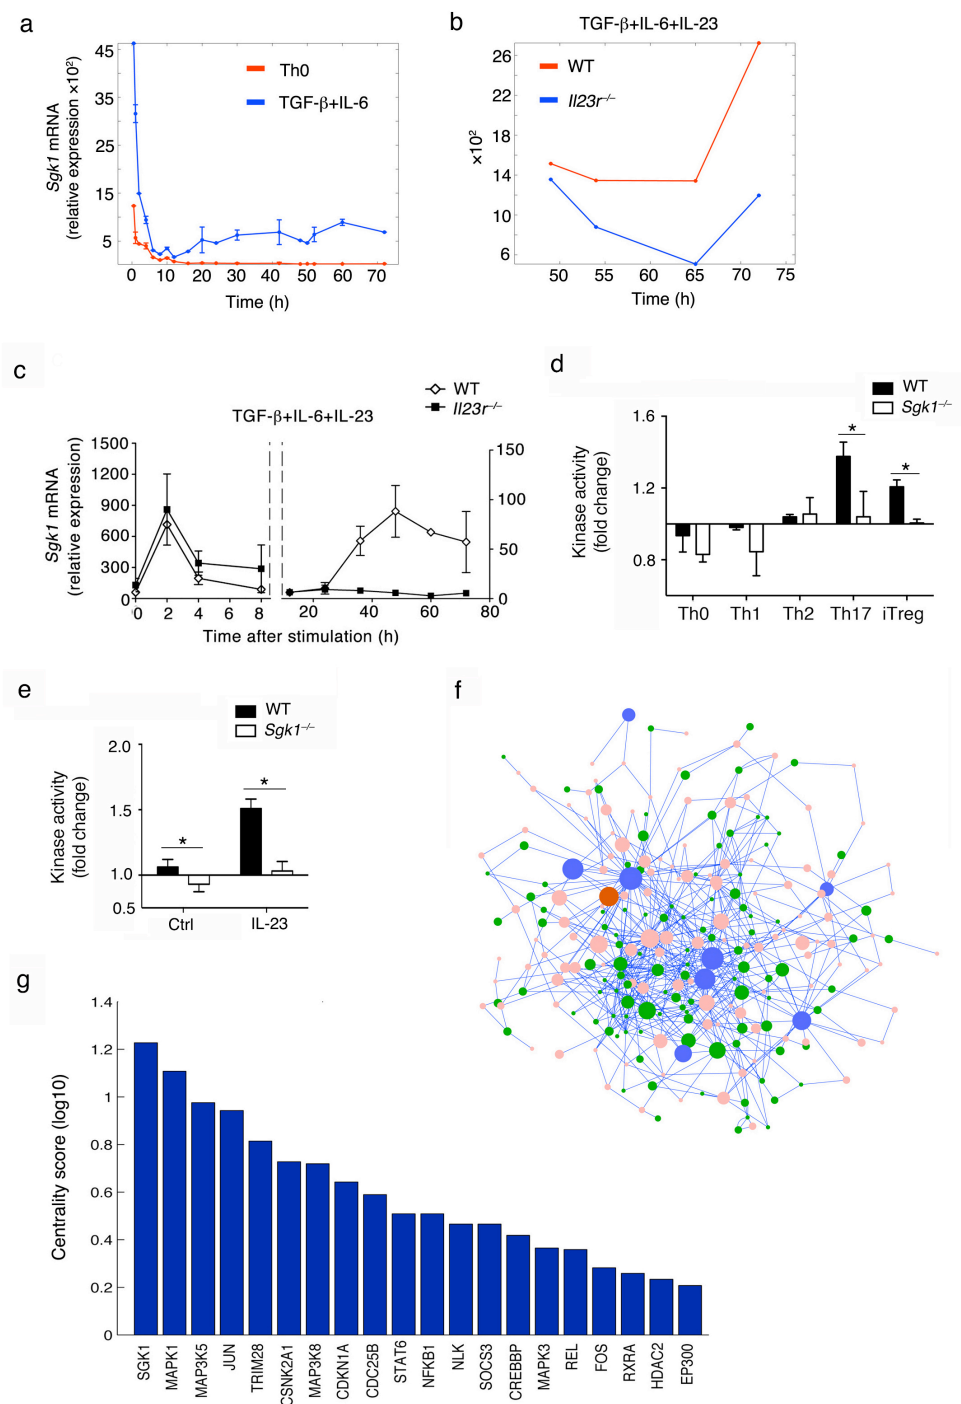 a
Sgk1 mRNA
(relative expression ×10²)
45
35
25
15
5
Th0
TGF-β+IL-6
0 10 20 30 40 50 60 70
Time (h)
b
TGF-β+IL-6+IL-23
×10²
26
22
18
14
10
6
WT
Il23r⁻/⁻
50 55 60 65 70 75
Time (h)
c
WT
Il23r⁻/⁻
TGF-β+IL-6+IL-23
Sgk1 mRNA
(relative expression)
1500
1200
900
600
300
0
150
100
50
0
0 2 4 6 8 20 40 60 80
Time after stimulation (h)
d
WT
Sgk1⁻/⁻
Kinase activity
(fold change)
1.6
1.2
0.8
* *
Th0 Th1 Th2 Th17 iTreg
e
WT
Sgk1⁻/⁻
Kinase activity
(fold change)
2.0
1.5
1.0
0.5
* *
Ctrl IL-23
f
g
Centrality score (log10)
1.4
1.2
1
0.8
0.6
0.4
0.2
0
SGK1
MAPK1
MAP3K5
JUN
TRIM28
CSNK2A1
MAP3K8
CDKN1A
CDC25B
STAT6
NFKB1
NLK
SOCS3
CREBBP
MAPK3
REL
FOS
RXRA
HDAC2
EP300